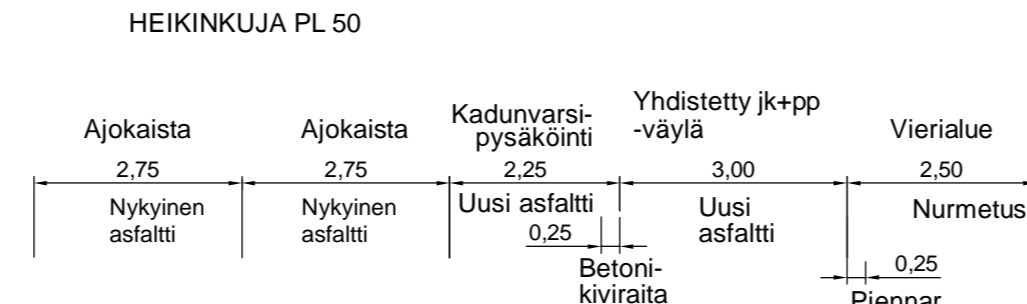 HEIKINKUJA PL 50
Ajokaista
Ajokaista
Kadunvarsi-
pysäköinti
Yhdistetty jk+pp
-väylä
Vierialue
2,75
2,75
2,25
3,00
2,50
Nykyinen
asfaltti
Nykyinen
asfaltti
Uusi asfaltti
0,25
Betoni-
kiviraita
Uusi
asfaltti
Nurmetus
0,25
Piennar